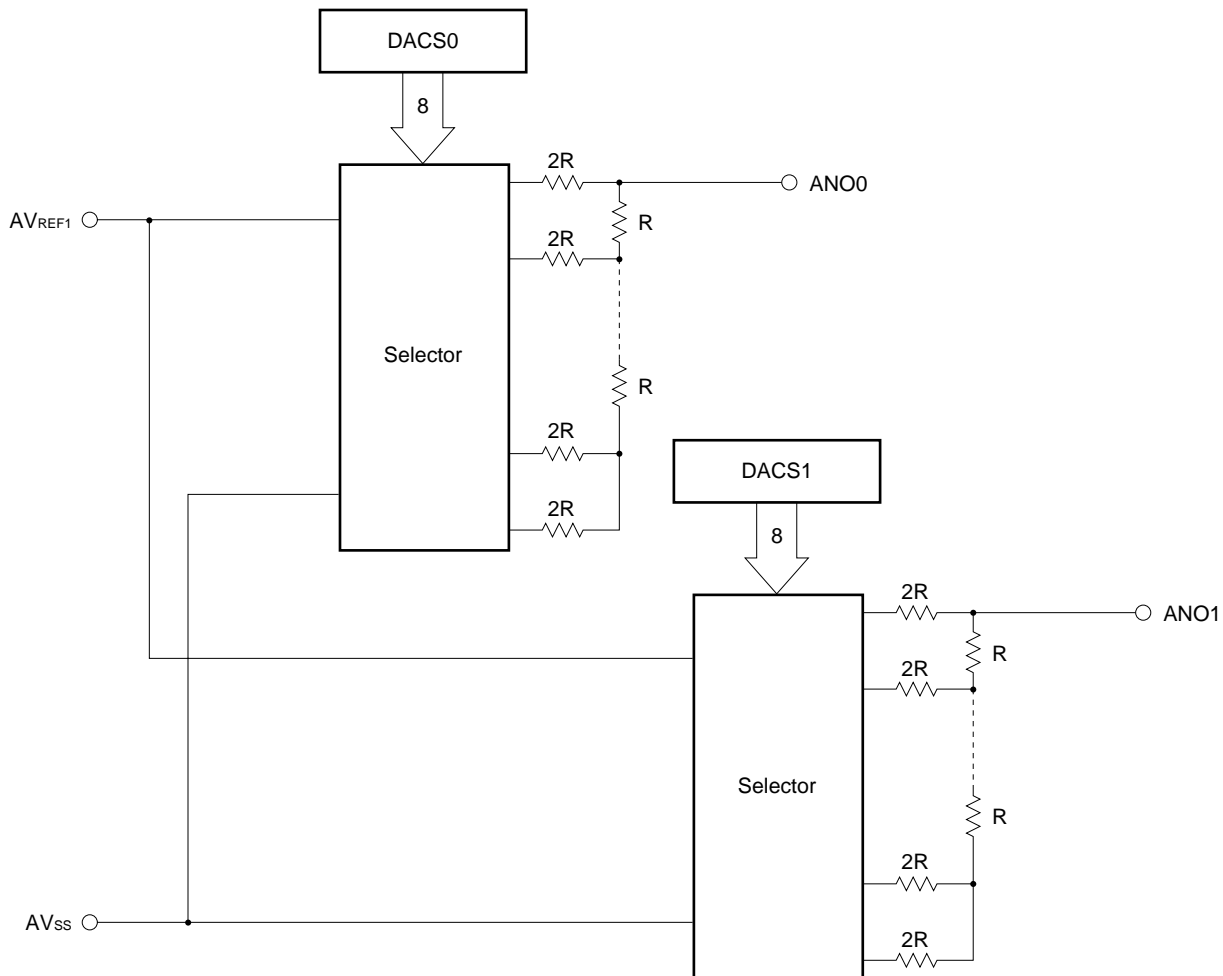 DACS0
8
2R
ANO0
AVREF1
R
2R
Selector
R
2R
DACS1
2R
8
2R
ANO1
R
2R
Selector
R
2R
AVSS
2R